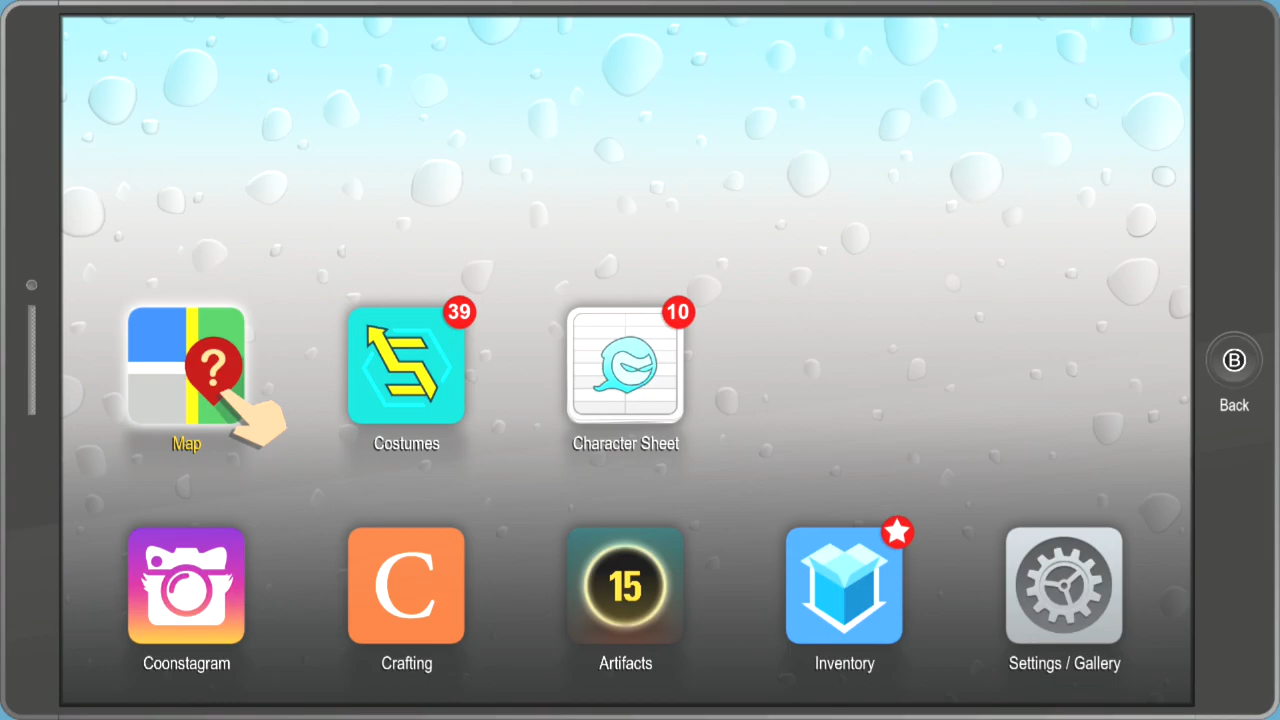 39
10
?
B
Back
Map
Costumes
Character Sheet
C
15
Coonstagram
Crafting
Artifacts
Inventory
Settings / Gallery